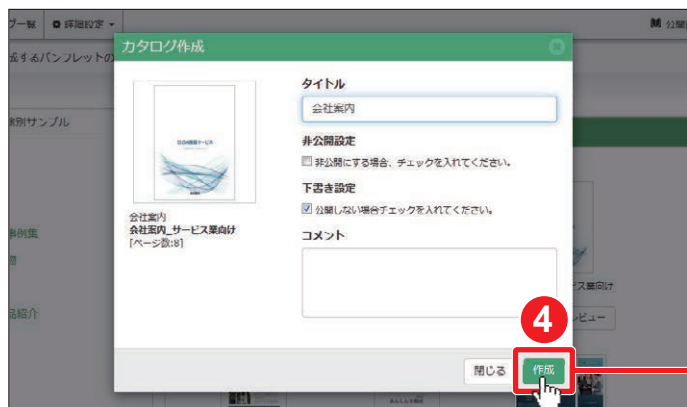 プ一覧 詳細設定
公開
成するパンフレットの
カタログ作成
種別サンプル
事例集
品紹介
会社案内
会社案内_サービス業向け
[ページ数:8]
タイトル
会社案内
非公開設定
非公開にする場合、チェックを入れてください。
下書き設定
公開しない場合チェックを入れてください。
コメント
ス業向け
レビュー
4
閉じる 作成